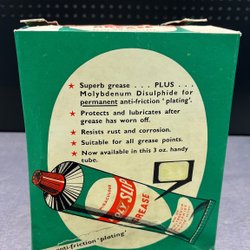 Superb grease . . . PLUS . . .
Molybdenum Disulphide for
permanent anti-friction 'plating'.
Protects and lubricates after
grease has worn off.
Resists rust and corrosion.
Suitable for all grease points.
Now available in this 3 oz. handy
tube.
SLIP
GREASE
anti-friction 'plating'